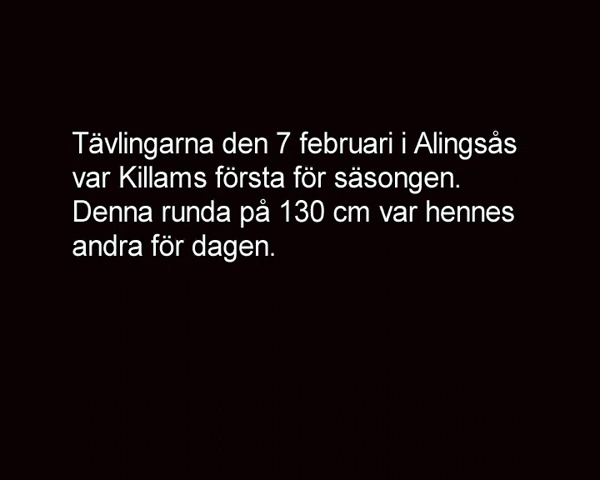 Tävlingarna den 7 februari i Alingsås
var Killams första för säsongen.
Denna runda på 130 cm var hennes
andra för dagen.